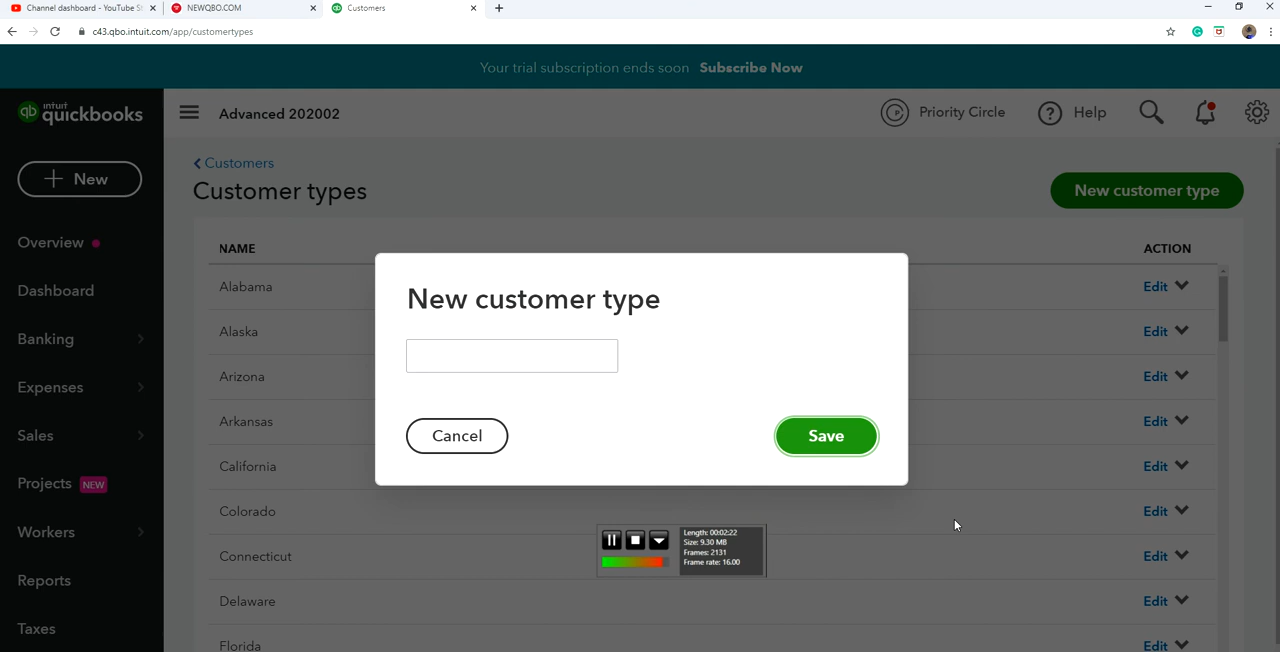 Channel dashboard - YouTube St
NEWQBO.COM
Customers
c43.qbo.intuit.com/app/customertypes
Your trial subscription ends soon Subscribe Now
intuit quickbooks
Advanced 202002
Priority Circle
Help
New
Customers
Customer types
New customer type
Overview
Dashboard
Banking
Expenses
Sales
Projects NEW
Workers
Reports
Taxes
NAME ACTION
Alabama Edit
Alaska Edit
Arizona Edit
Arkansas Edit
California Edit
Colorado Edit
Connecticut Edit
Delaware Edit
Florida Edit
New customer type
Cancel
Save
Length: 00:02:22
Size: 9.30 MB
Frames: 2131
Frame rate: 16.00